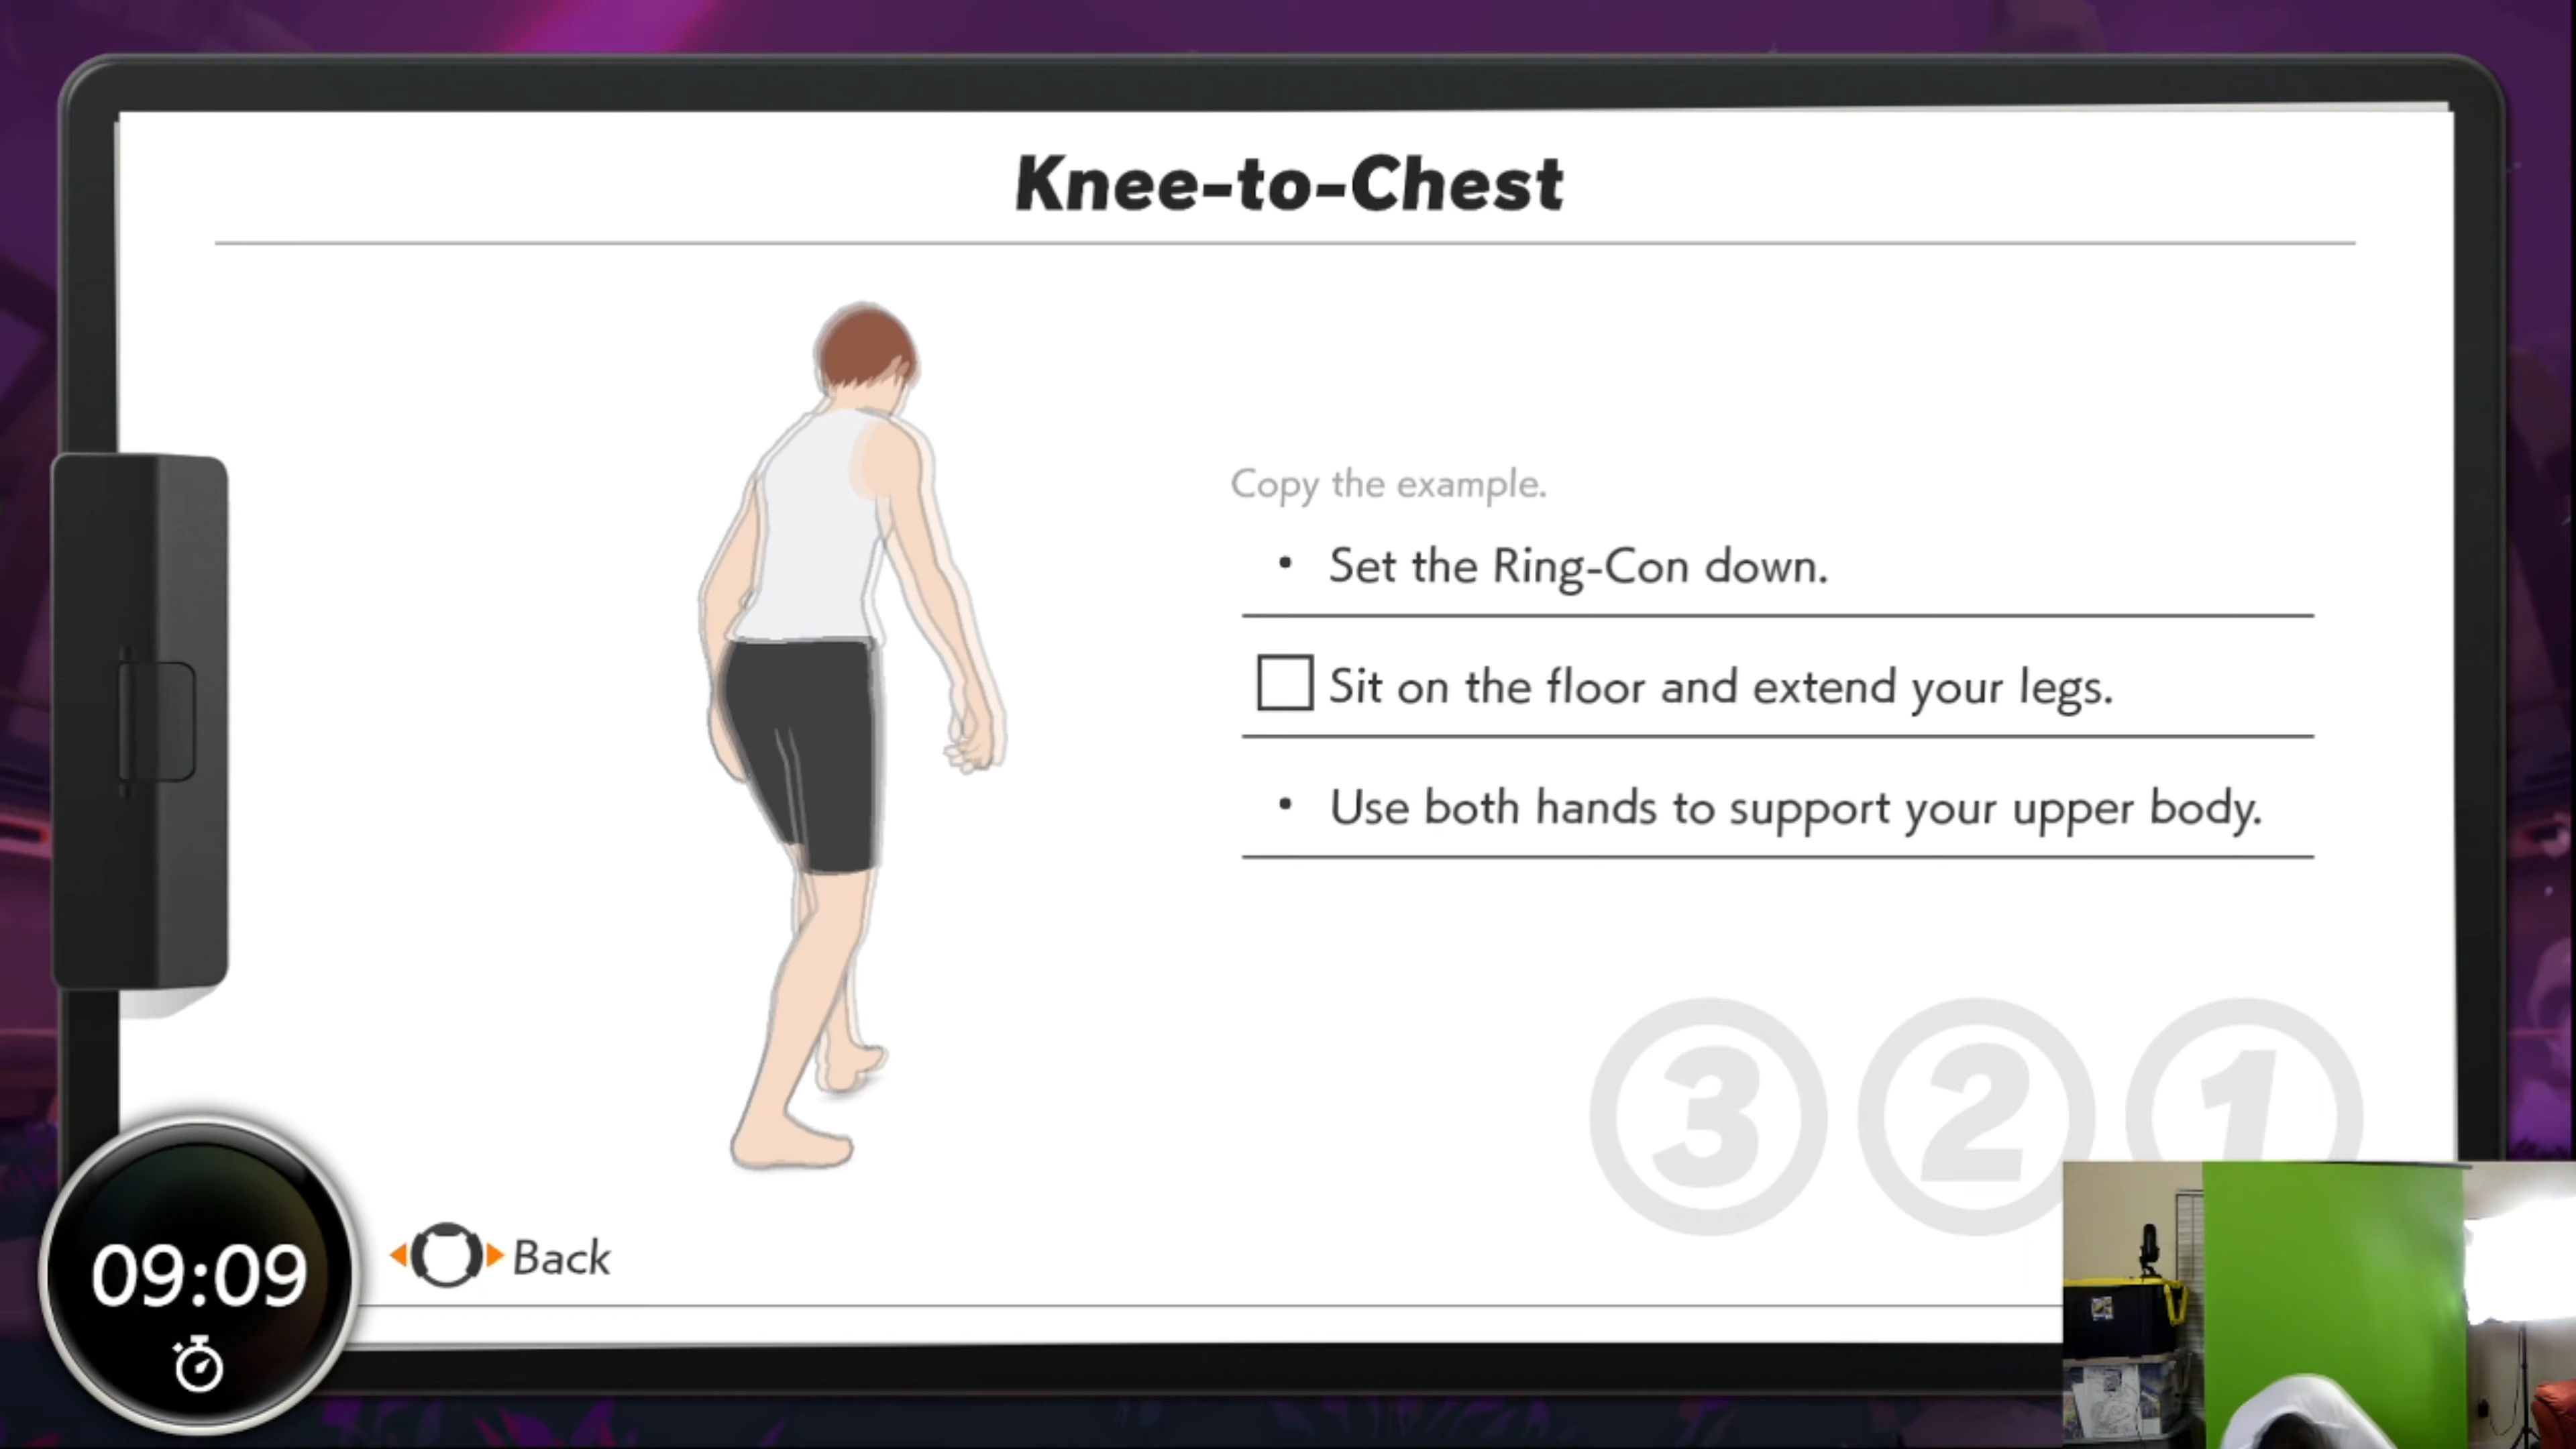 Knee-to-Chest
Copy the example.
• Set the Ring-Con down.
Sit on the floor and extend your legs.
• Use both hands to support your upper body.
3 2 1
Back
09:09